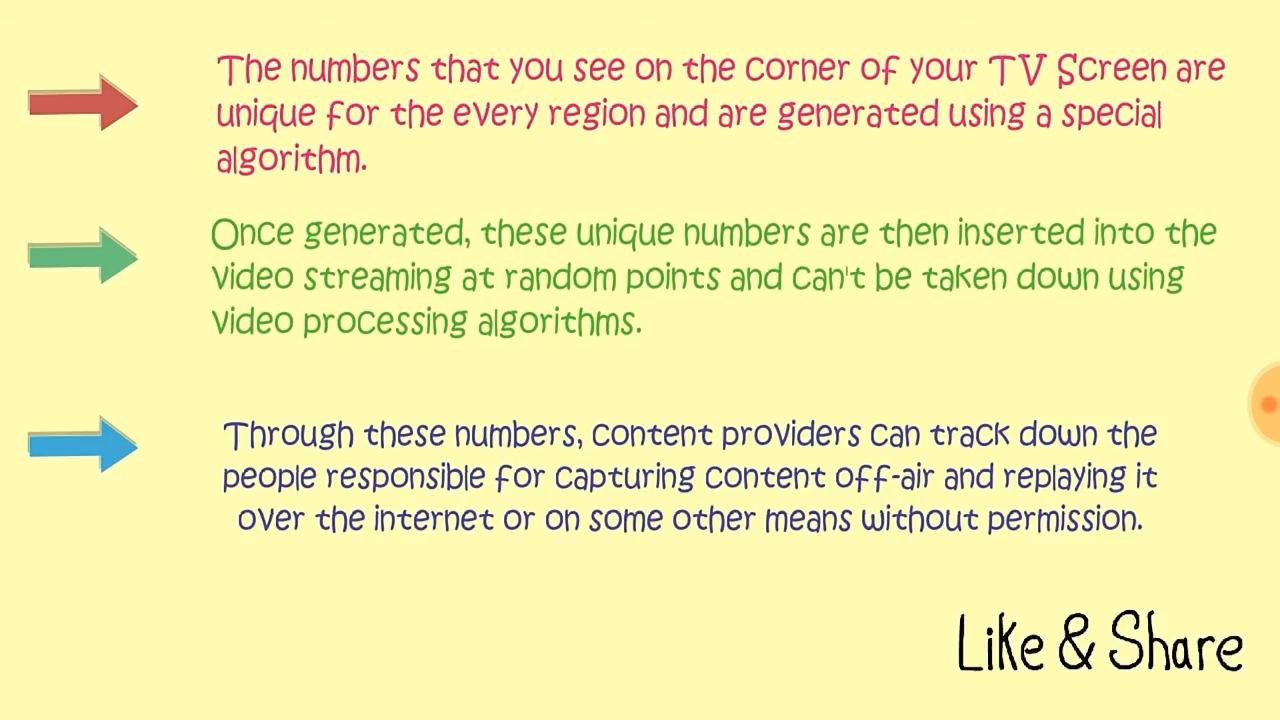 The numbers that you see on the corner of your TV Screen are
unique for the every region and are generated using a special
algorithm.
Once generated, these unique numbers are then inserted into the
video streaming at random points and can't be taken down using
video processing algorithms.
Through these numbers, content providers can track down the
people responsible for capturing content off-air and replaying it
over the internet or on some other means without permission.
Like & Share